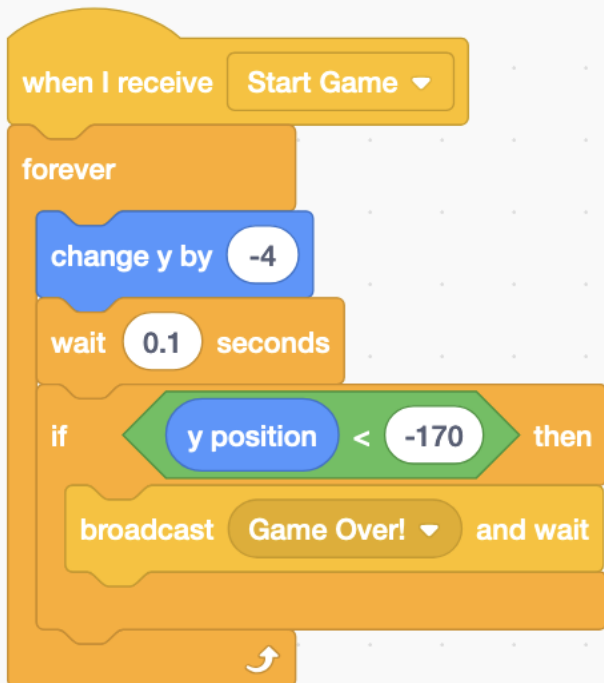 when I receive Start Game
forever
change y by -4
wait 0.1 seconds
if y position < -170 then
broadcast Game Over! and wait